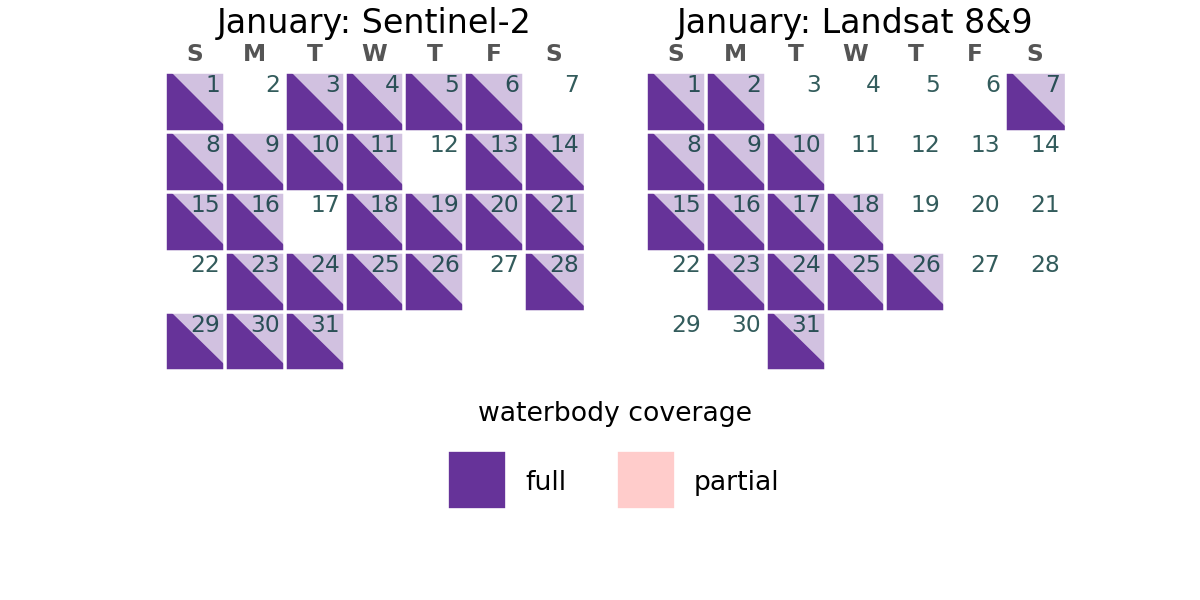 January: Sentinel-2
S M T W T F S
1 2 3 4 5 6 7
8 9 10 11 12 13 14
15 16 17 18 19 20 21
22 23 24 25 26 27 28
29 30 31
January: Landsat 8&9
S M T W T F S
1 2 3 4 5 6 7
8 9 10 11 12 13 14
15 16 17 18 19 20 21
22 23 24 25 26 27 28
29 30 31
waterbody coverage
full partial